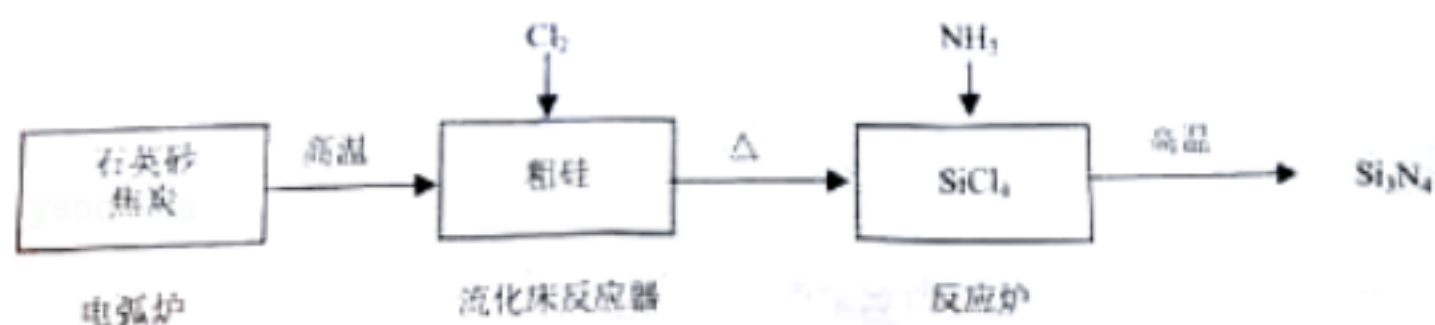 Cl₂
NH₃
石英砂
焦炭
高温
粗硅
△
SiCl₄
高温
Si₃N₄
电弧炉
流化床反应器
反应炉